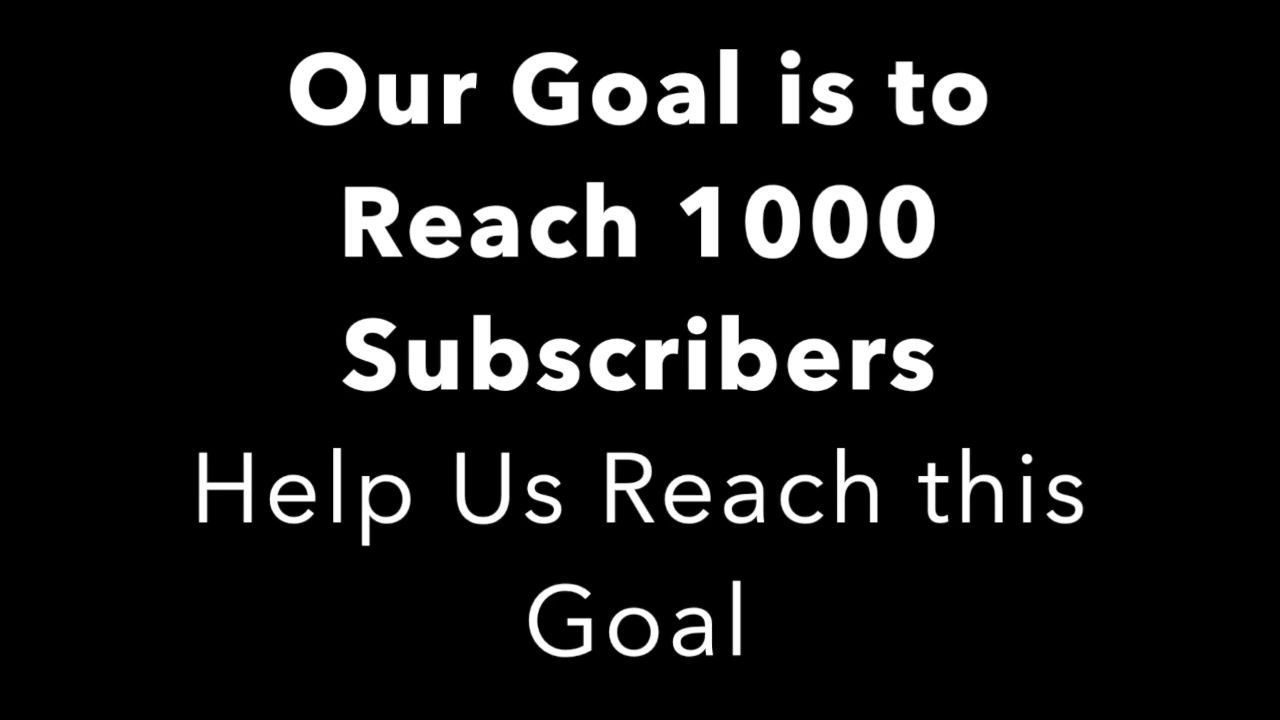 Our Goal is to
Reach 1000
Subscribers
Help Us Reach this
Goal